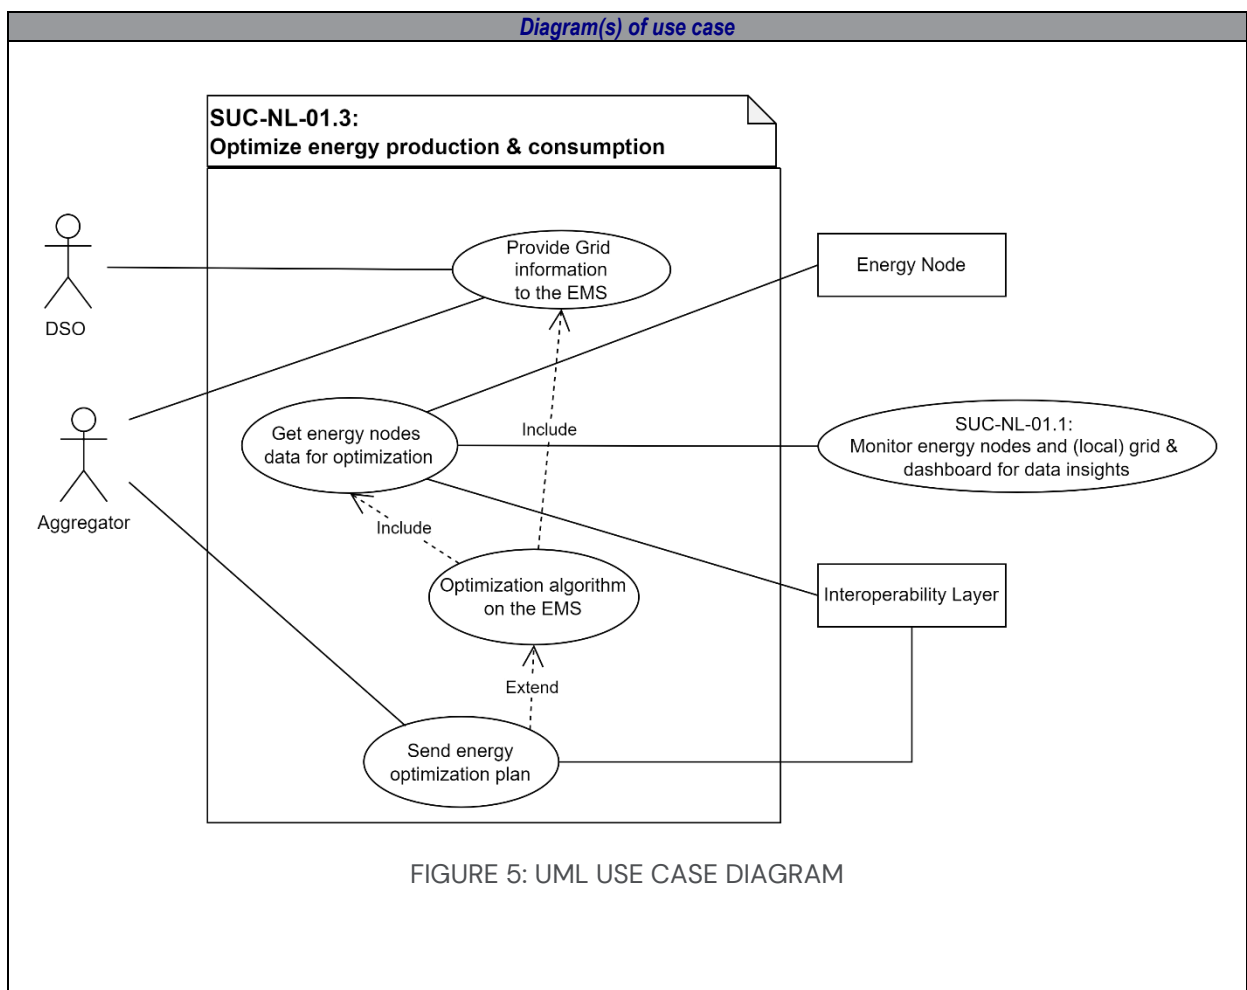 Diagram(s) of use case
SUC-NL-01.3:
Optimize energy production & consumption
Provide Grid
information
to the EMS
Energy Node
DSO
Get energy nodes
data for optimization
Include
SUC-NL-01.1:
Monitor energy nodes and (local) grid &
dashboard for data insights
Aggregator
Include
Optimization algorithm
on the EMS
Interoperability Layer
Extend
Send energy
optimization plan
FIGURE 5: UML USE CASE DIAGRAM